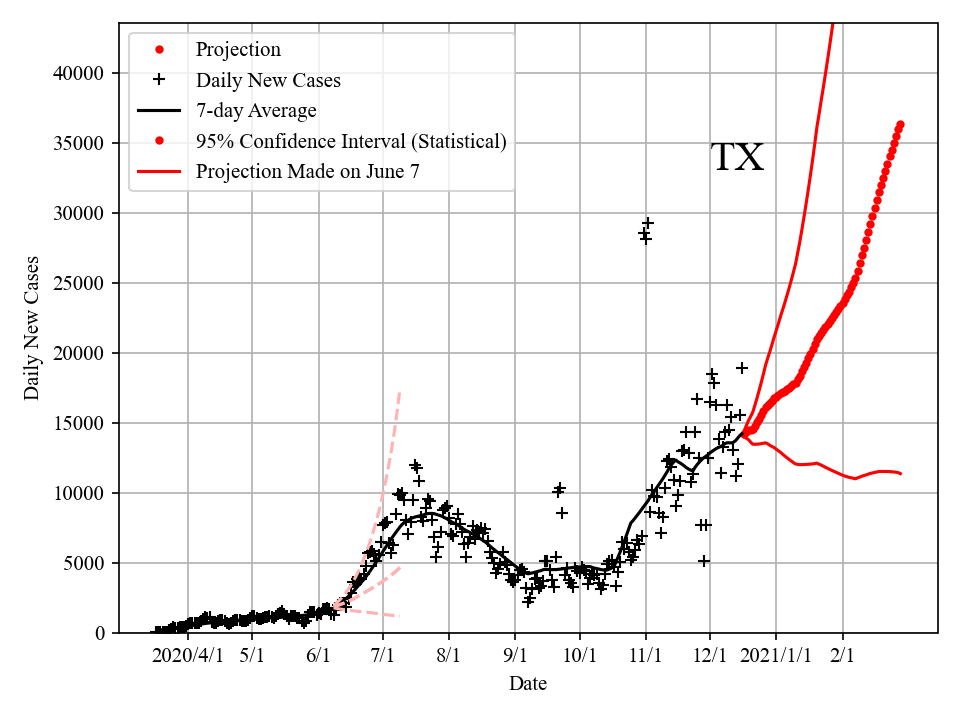 Projection
Daily New Cases
7-day Average
95% Confidence Interval (Statistical)
Projection Made on June 7
TX
Daily New Cases
40000
35000
30000
25000
20000
15000
10000
5000
0
2020/4/1 5/1 6/1 7/1 8/1 9/1 10/1 11/1 12/1 2021/1/1 2/1
Date